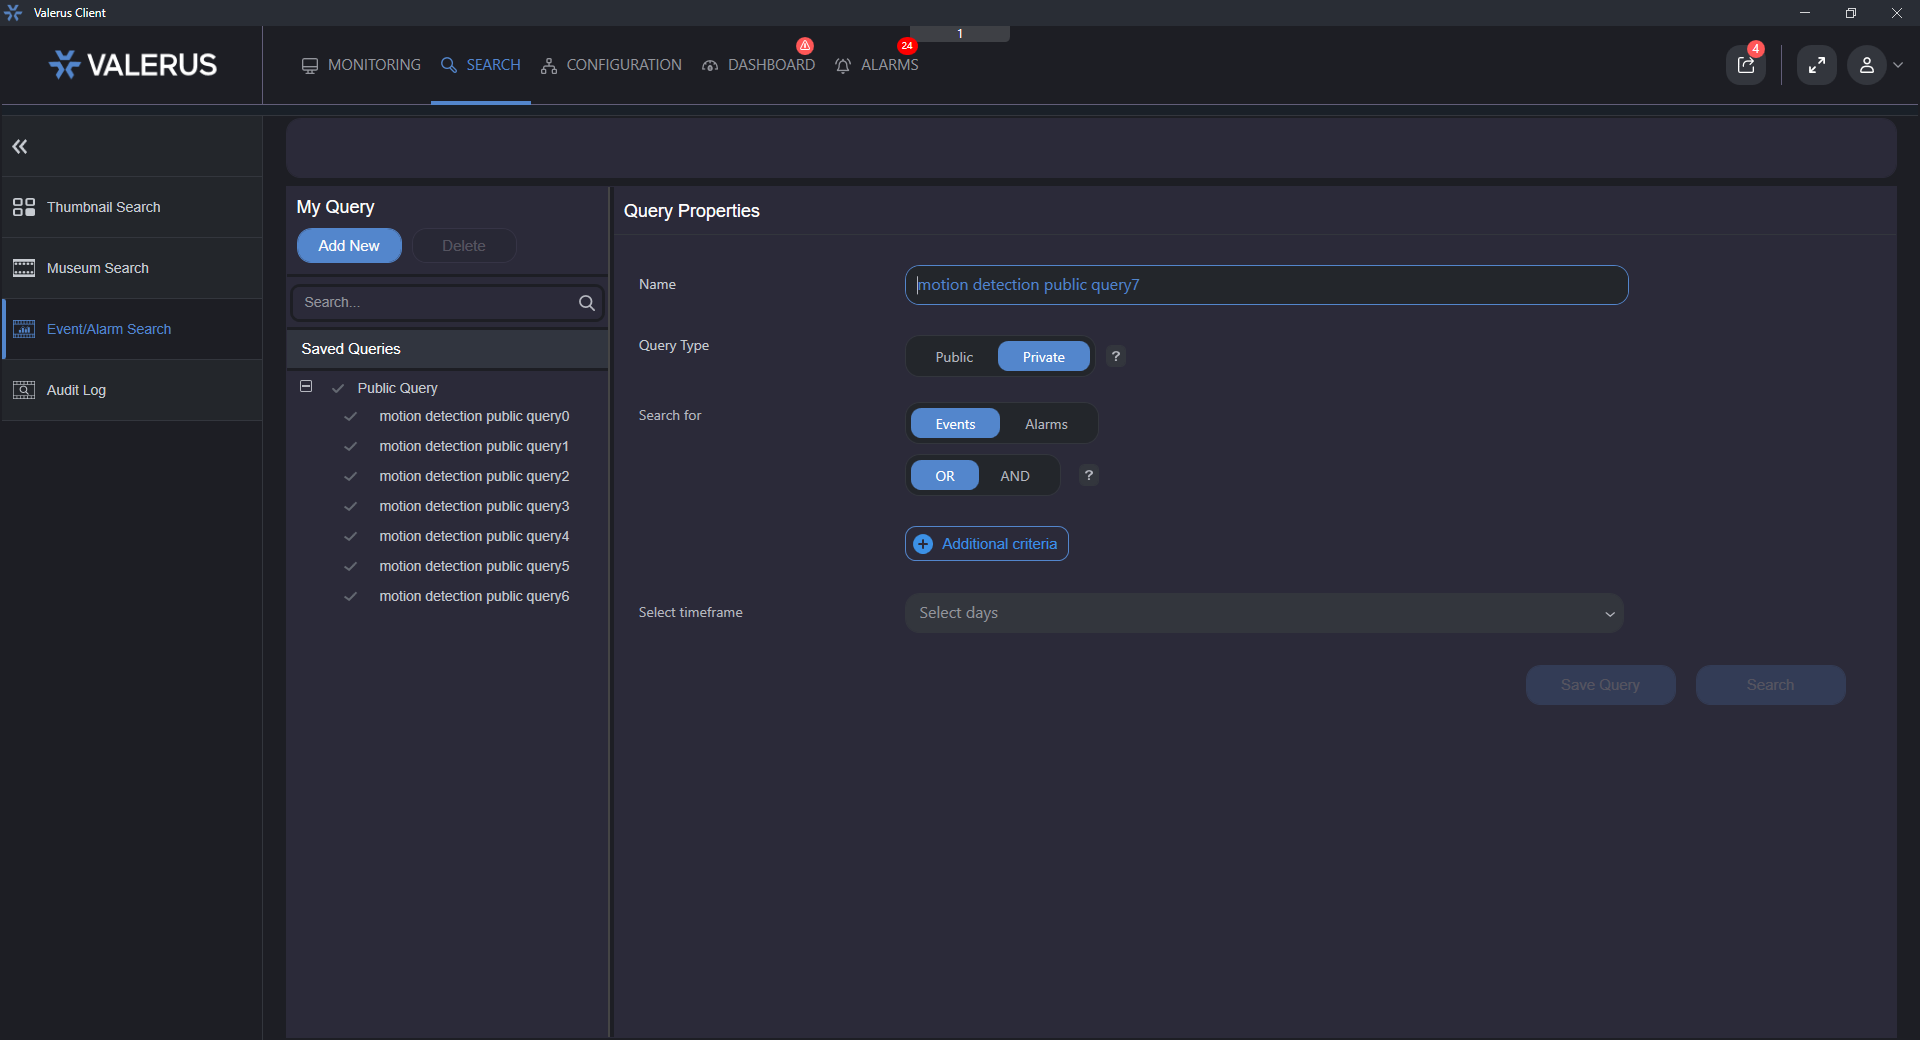 Valerus Client
1
VALERUS
MONITORING
SEARCH
CONFIGURATION
DASHBOARD
24
ALARMS
4
Thumbnail Search
Museum Search
Event/Alarm Search
Audit Log
My Query
Add New
Delete
Search...
Saved Queries
Public Query
motion detection public query0
motion detection public query1
motion detection public query2
motion detection public query3
motion detection public query4
motion detection public query5
motion detection public query6
Query Properties
Name
motion detection public query7
Query Type
Public
Private
?
Search for
Events
Alarms
OR
AND
?
Additional criteria
Select timeframe
Select days
Save Query
Search